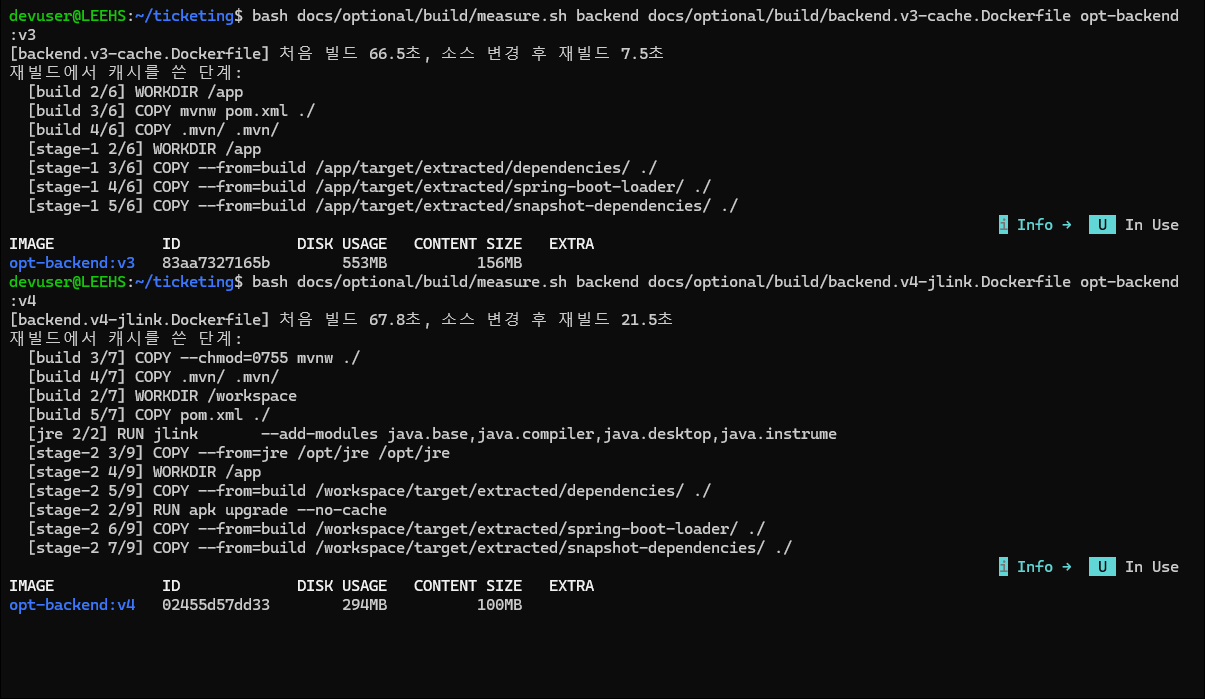 devuser@LEEHS:~/ticketing$ bash docs/optional/build/measure.sh backend docs/optional/build/backend.v3-cache.Dockerfile opt-backend
:v3
[backend.v3-cache.Dockerfile] 처음 빌드 66.5초, 소스 변경 후 재빌드 7.5초
재빌드에서 캐시를 쓴 단계:
  [build 2/6] WORKDIR /app
  [build 3/6] COPY mvnw pom.xml ./
  [build 4/6] COPY .mvn/ .mvn/
  [stage-1 2/6] WORKDIR /app
  [stage-1 3/6] COPY --from=build /app/target/extracted/dependencies/ ./
  [stage-1 4/6] COPY --from=build /app/target/extracted/spring-boot-loader/ ./
  [stage-1 5/6] COPY --from=build /app/target/extracted/snapshot-dependencies/ ./
i Info → U In Use
IMAGE ID DISK USAGE CONTENT SIZE EXTRA
opt-backend:v3 83aa7327165b 553MB 156MB
devuser@LEEHS:~/ticketing$ bash docs/optional/build/measure.sh backend docs/optional/build/backend.v4-jlink.Dockerfile opt-backend
:v4
[backend.v4-jlink.Dockerfile] 처음 빌드 67.8초, 소스 변경 후 재빌드 21.5초
재빌드에서 캐시를 쓴 단계:
  [build 3/7] COPY --chmod=0755 mvnw ./
  [build 4/7] COPY .mvn/ .mvn/
  [build 2/7] WORKDIR /workspace
  [build 5/7] COPY pom.xml ./
  [jre 2/2] RUN jlink       --add-modules java.base,java.compiler,java.desktop,java.instrume
  [stage-2 3/9] COPY --from=jre /opt/jre /opt/jre
  [stage-2 4/9] WORKDIR /app
  [stage-2 5/9] COPY --from=build /workspace/target/extracted/dependencies/ ./
  [stage-2 2/9] RUN apk upgrade --no-cache
  [stage-2 6/9] COPY --from=build /workspace/target/extracted/spring-boot-loader/ ./
  [stage-2 7/9] COPY --from=build /workspace/target/extracted/snapshot-dependencies/ ./
i Info → U In Use
IMAGE ID DISK USAGE CONTENT SIZE EXTRA
opt-backend:v4 02455d57dd33 294MB 100MB